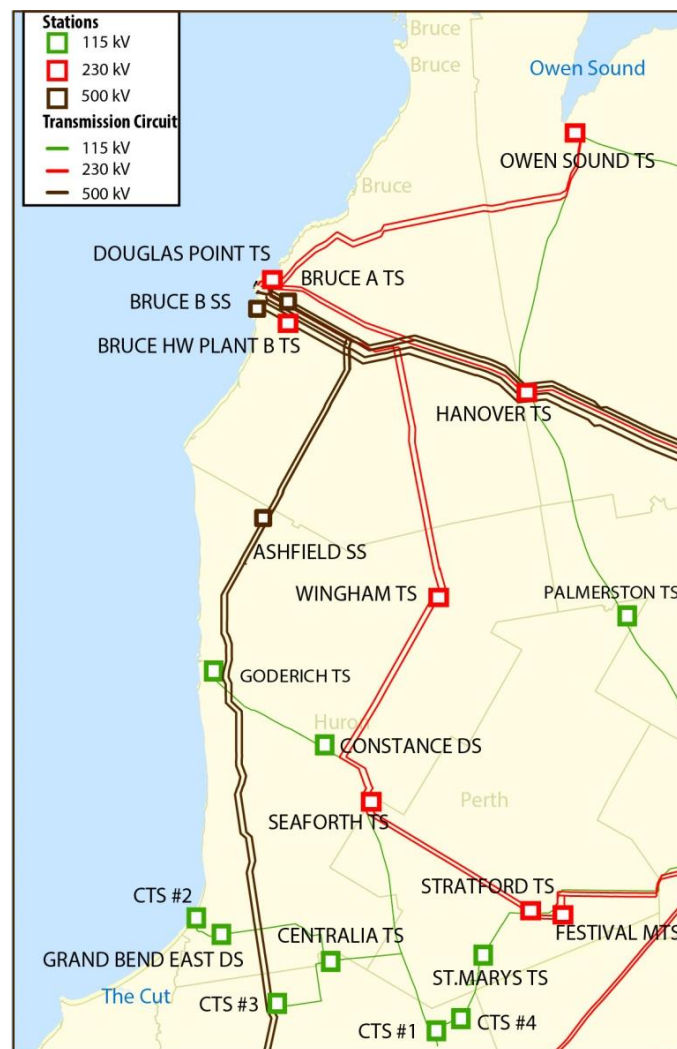 Stations
115 kV
230 kV
500 kV
Transmission Circuit
115 kV
230 kV
500 kV
Bruce
Bruce
Owen Sound
OWEN SOUND TS
Bruce
DOUGLAS POINT TS
BRUCE A TS
BRUCE B SS
BRUCE HW PLANT B TS
HANOVER TS
ASHFIELD SS
WINGHAM TS
PALMERSTON TS
GODERICH TS
Huron
CONSTANCE DS
Perth
SEAFORTH TS
STRATFORD TS
CTS #2
FESTIVAL MTS
CENTRALIA TS
GRAND BEND EAST DS
ST.MARYS TS
The Cut
CTS #3
CTS #1
CTS #4